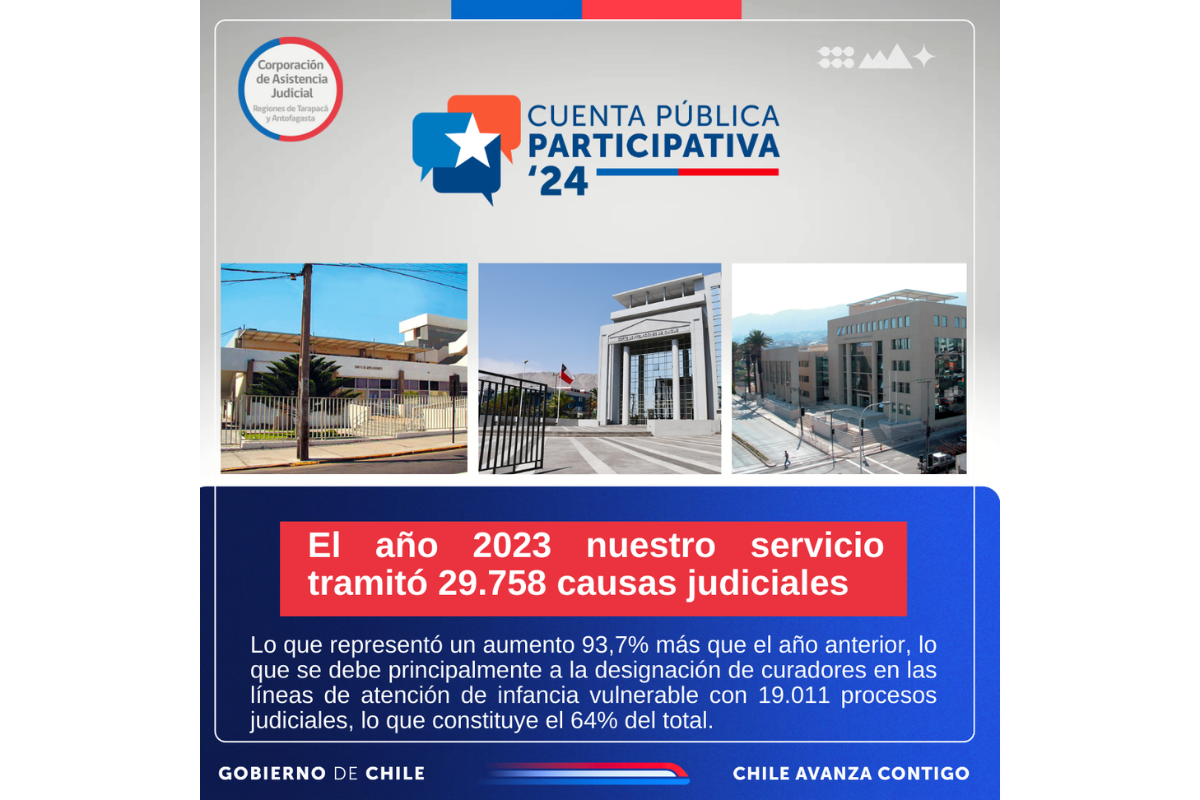 Corporación
de Asistencia
Judicial
Regiones de Tarapacá
y Antofagasta
CUENTA PÚBLICA
PARTICIPATIVA
‘24
El año 2023 nuestro servicio
tramitó 29.758 causas judiciales
Lo que representó un aumento 93,7% más que el año anterior, lo
que se debe principalmente a la designación de curadores en las
líneas de atención de infancia vulnerable con 19.011 procesos
judiciales, lo que constituye el 64% del total.
GOBIERNO DE CHILE
CHILE AVANZA CONTIGO